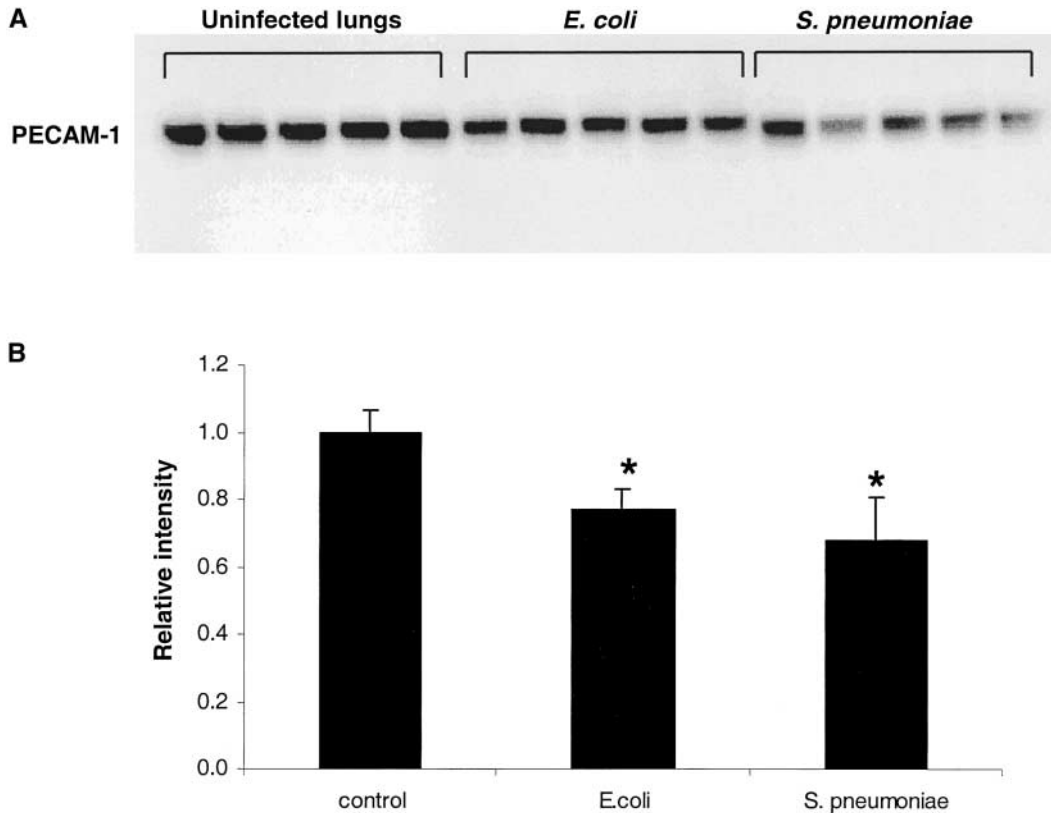 A
Uninfected lungs E. coli S. pneumoniae
PECAM-1
B
1.2
1.0
0.8
0.6
0.4
0.2
0.0
Relative intensity
*
*
control E.coli S. pneumoniae